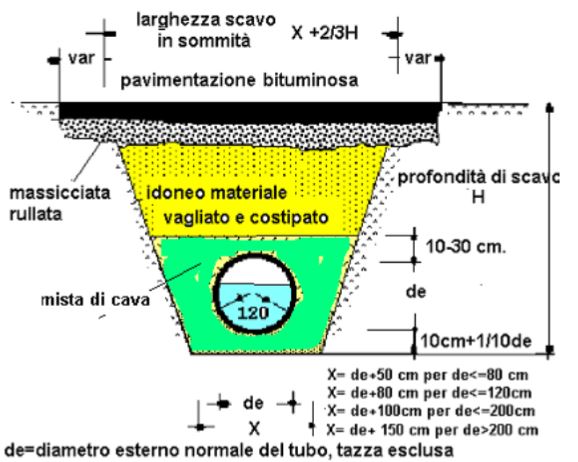 larghezza scavo
in sommità
X +2/3H
var
var
pavimentazione bituminosa
massicciata
rullata
idoneo materiale
vagliato e costipato
profondità di scavo
H
10-30 cm.
mista di cava
de
120
10cm+1/10de
X= de+50 cm per de<=80 cm
X= de+80 cm per de<=120cm
X= de+100cm per de<=200cm
X= de+ 150 cm per de>200 cm
de
X
de=diametro esterno normale del tubo, tazza esclusa